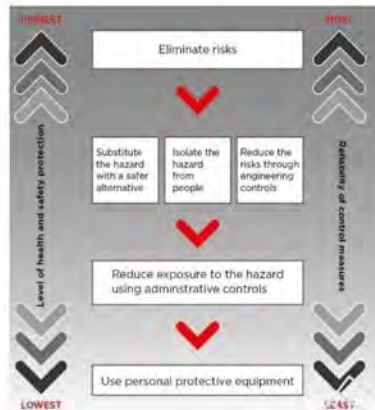 HIGHEST
MOST
Eliminate risks
Substitute
the hazard
with a safer
alternative
Isolate the
hazard
from
people
Reduce the
risks through
engineering
controls
Level of health and safety protection
Reliability of control measures
Reduce exposure to the hazard
using adminstrative controls
Use personal protective equipment
LOWEST
LEAST